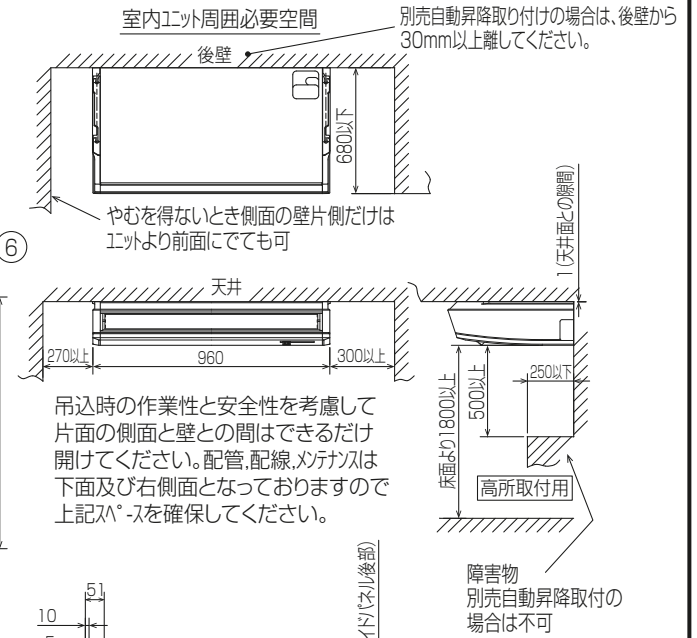 室内ユニット周囲必要空間
別売自動昇降取り付けの場合は、後壁から
30mm以上離してください。
後壁
680以下
やむを得ないとき側面の壁片側だけは
ユニットより前面にでても可
6
1(天井面との隙間)
天井
270以上
960
300以上
床面より1800以上
500以上
250以下
吊込時の作業性と安全性を考慮して
片面の側面と壁との間はできるだけ
開けてください。配管,配線,メンテナンスは
下面及び右側面となっておりますので
上記スペ-スを確保してください。
高所取付用
障害物
別売自動昇降取付の
場合は不可
51
10
イドパネル後部)